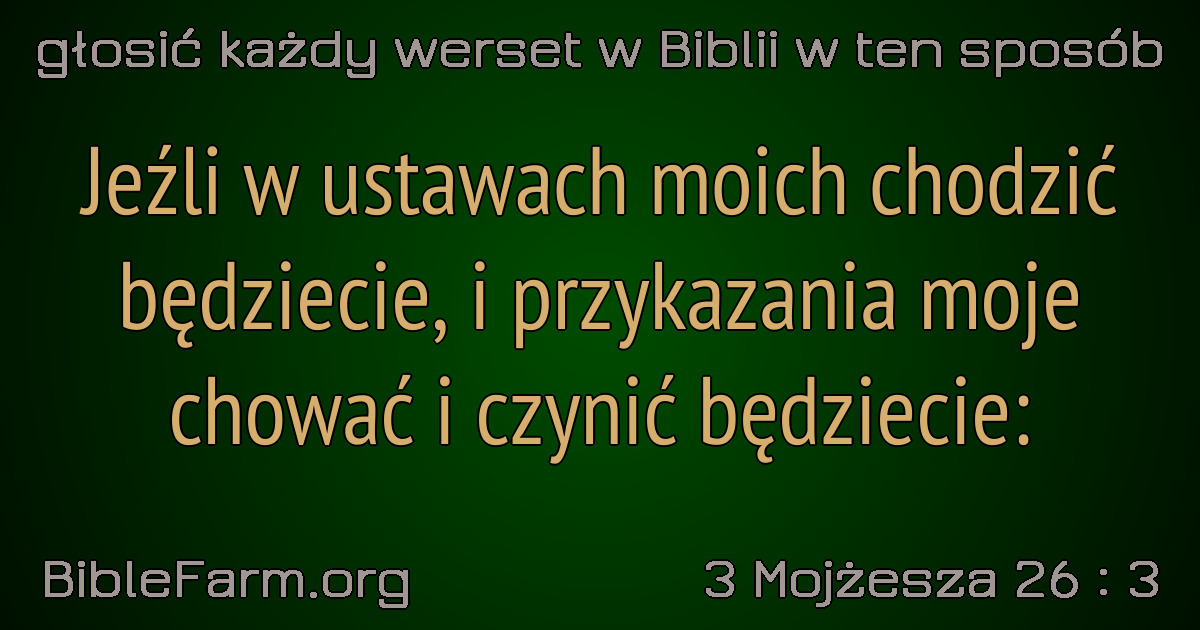 głosić każdy werset w Biblii w ten sposób
Jeźli w ustawach moich chodzić
będziecie, i przykazania moje
chować i czynić będziecie:
BibleFarm.org
3 Mojżesza 26 : 3